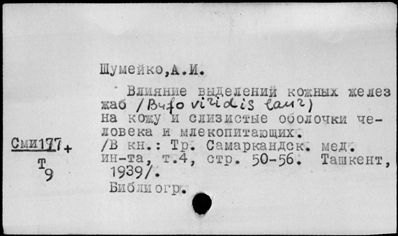 Шумейко,А.И.
Влияние выделений кожных желез
жаб /Bufo viridis laur)
на кожу и слизистые оболочки че-
ловека и млекопитающих.
/В кн.: Тр. Самаркандск. мед.
ин-та, т.4, стр. 50-56. Ташкент,
1939/.
Библиогр.
Сми177+
Т
9